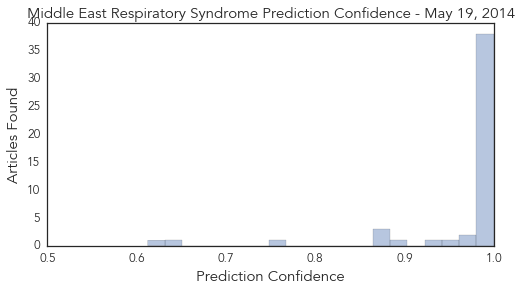 Middle East Respiratory Syndrome Prediction Confidence - May 19, 2014
40
35
30
25
20
15
10
5
0
Articles Found
0.5 0.6 0.7 0.8 0.9 1.0
Prediction Confidence